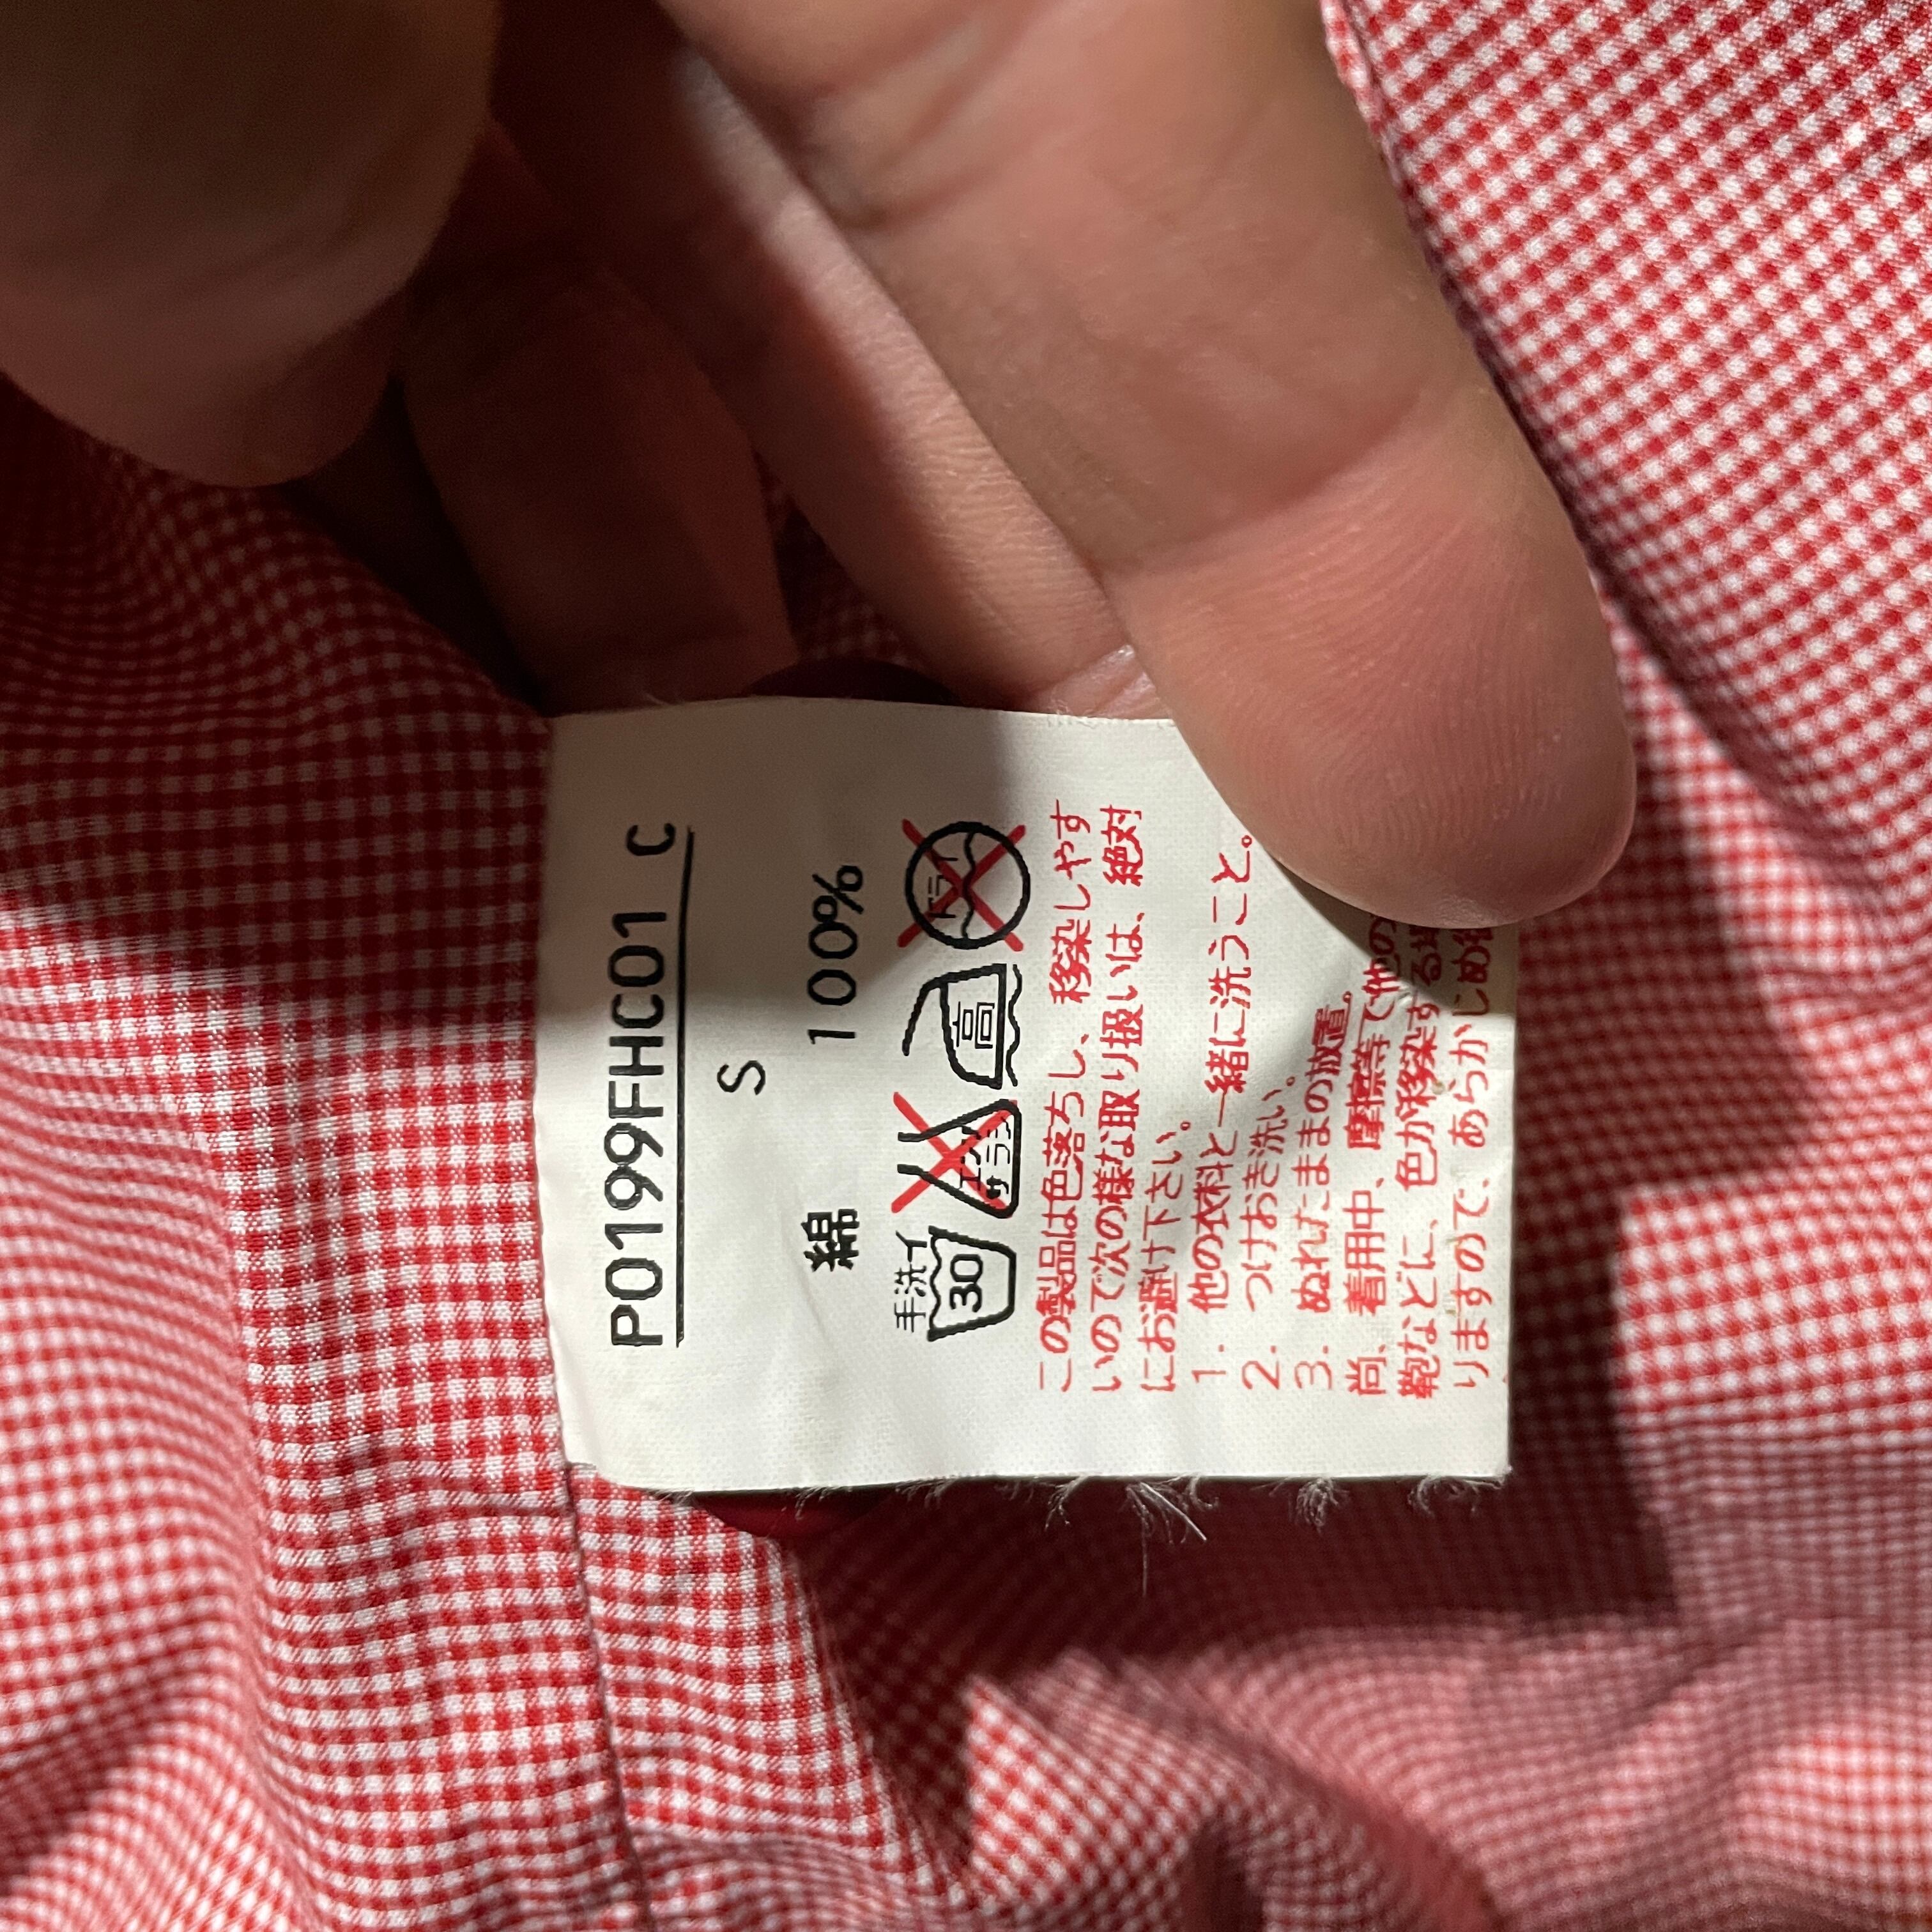 P0199FHC01 C
S
綿 100%
手洗イ 30 エンソサラシ 高 ドライ
この製品は色落ちし、移染しやす
いので次の様な取り扱いは、絶対
にお避け下さい。
1. 他の衣料と一緒に洗うこと。
2. つけおき洗い。
3. ぬれたままの放置。
尚、着用中、摩擦等で他の
鞄などに、色が移染する場
りますので、あらかじめ